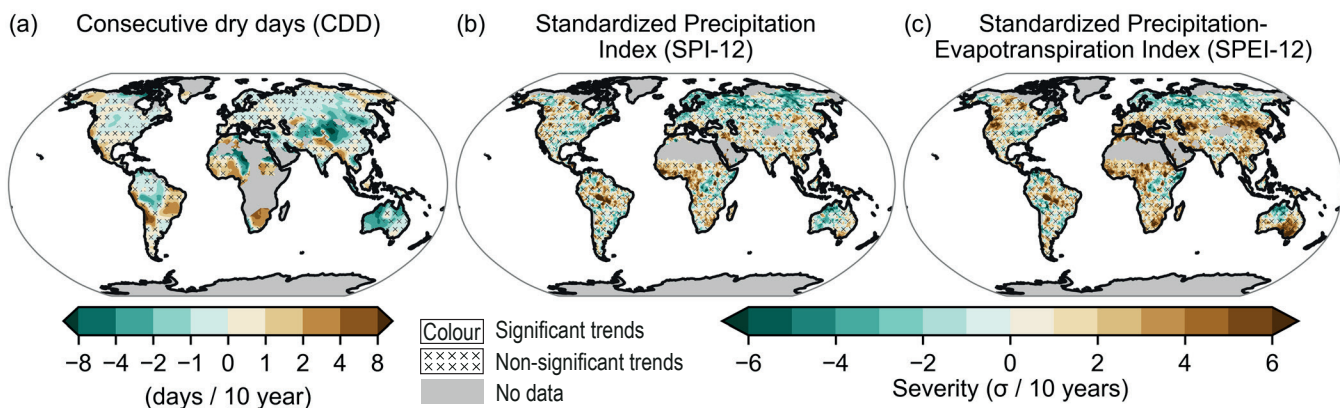 (a) Consecutive dry days (CDD)
(b) Standardized Precipitation
Index (SPI-12)
(c) Standardized Precipitation-
Evapotranspiration Index (SPEI-12)
−8 −4 −2 −1 0 1 2 4 8
(days / 10 year)
Colour Significant trends
Non-significant trends
No data
−6 −4 −2 0 2 4 6
Severity (σ / 10 years)